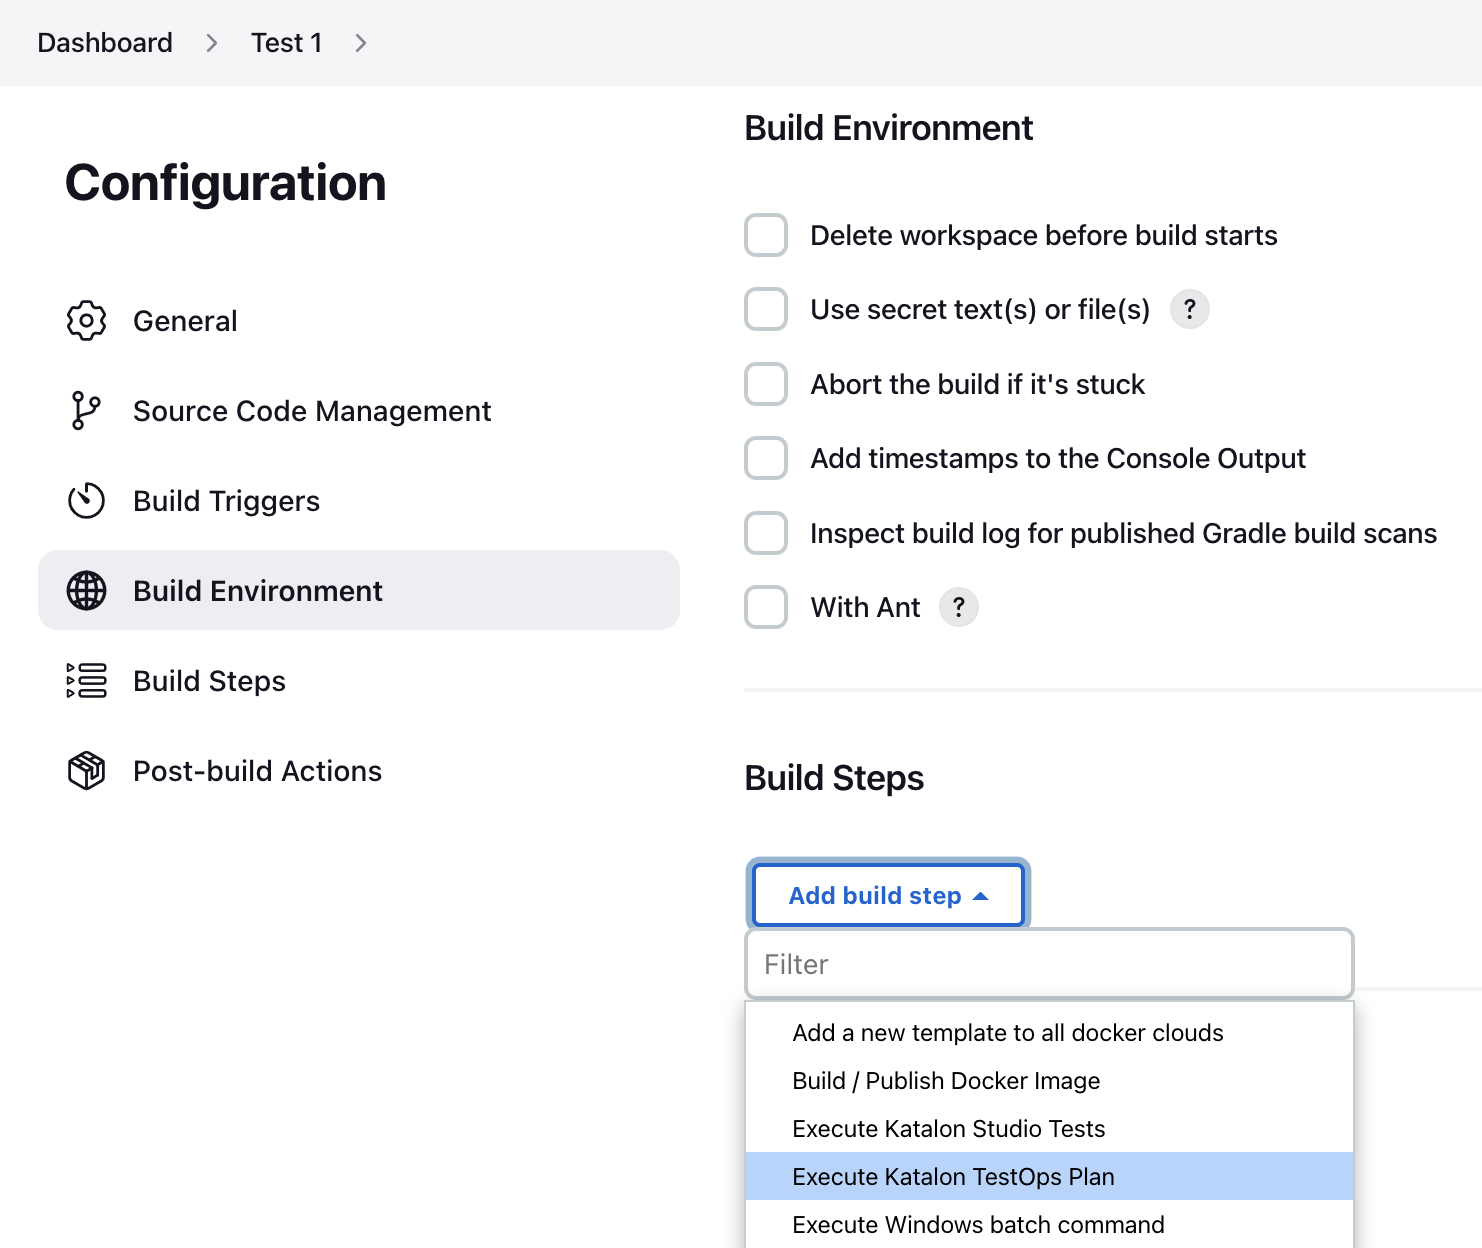 Dashboard > Test 1 >
Configuration
General
Source Code Management
Build Triggers
Build Environment
Build Steps
Post-build Actions
Build Environment
Delete workspace before build starts
Use secret text(s) or file(s) ?
Abort the build if it's stuck
Add timestamps to the Console Output
Inspect build log for published Gradle build scans
With Ant ?
Build Steps
Add build step
Filter
Add a new template to all docker clouds
Build / Publish Docker Image
Execute Katalon Studio Tests
Execute Katalon TestOps Plan
Execute Windows batch command